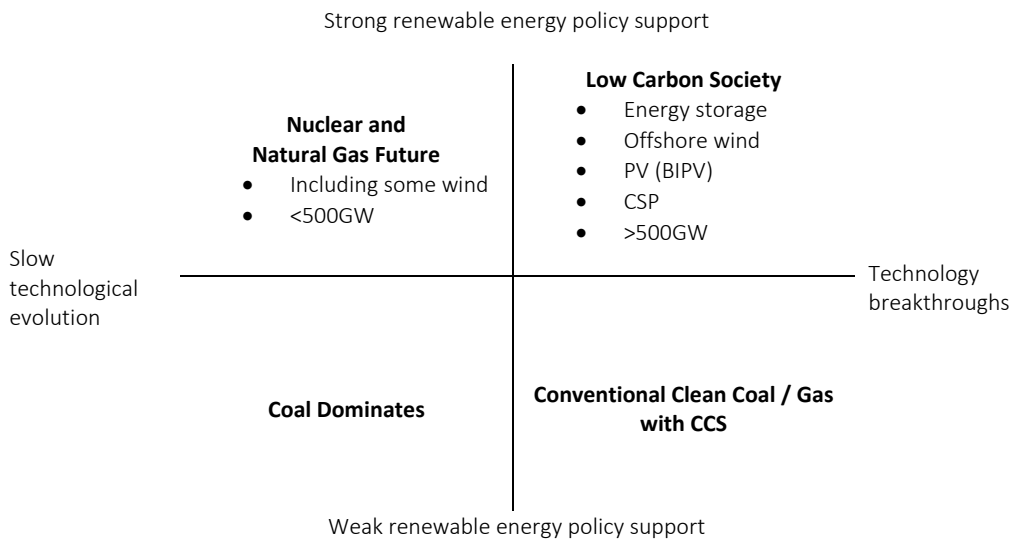 Strong renewable energy policy support
Nuclear and
Natural Gas Future
• Including some wind
• <500GW
Low Carbon Society
• Energy storage
• Offshore wind
• PV (BIPV)
• CSP
• >500GW
Slow
technological
evolution
Technology
breakthroughs
Coal Dominates
Conventional Clean Coal / Gas
with CCS
Weak renewable energy policy support